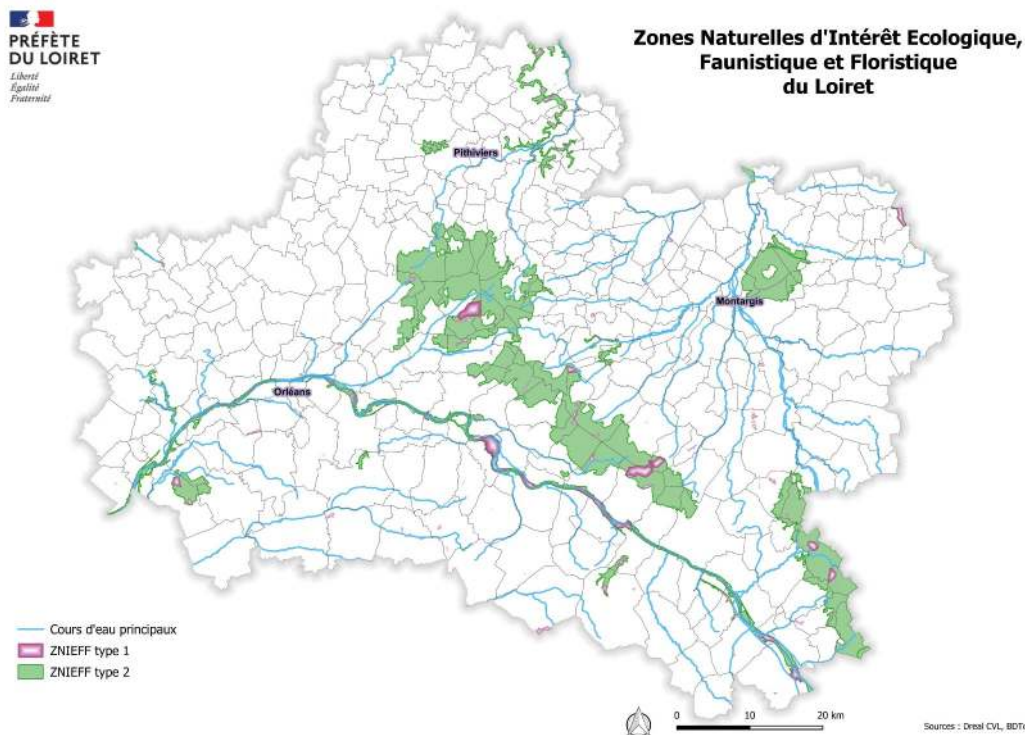 PRÉFÈTE
DU LOIRET
Liberté
Égalité
Fraternité
Zones Naturelles d'Intérêt Ecologique,
Faunistique et Floristique
du Loiret
Pithiviers
Montargis
Orléans
Cours d'eau principaux
ZNIEFF type 1
ZNIEFF type 2
0 10 20 km
Sources : Dreal CVL, BDTo